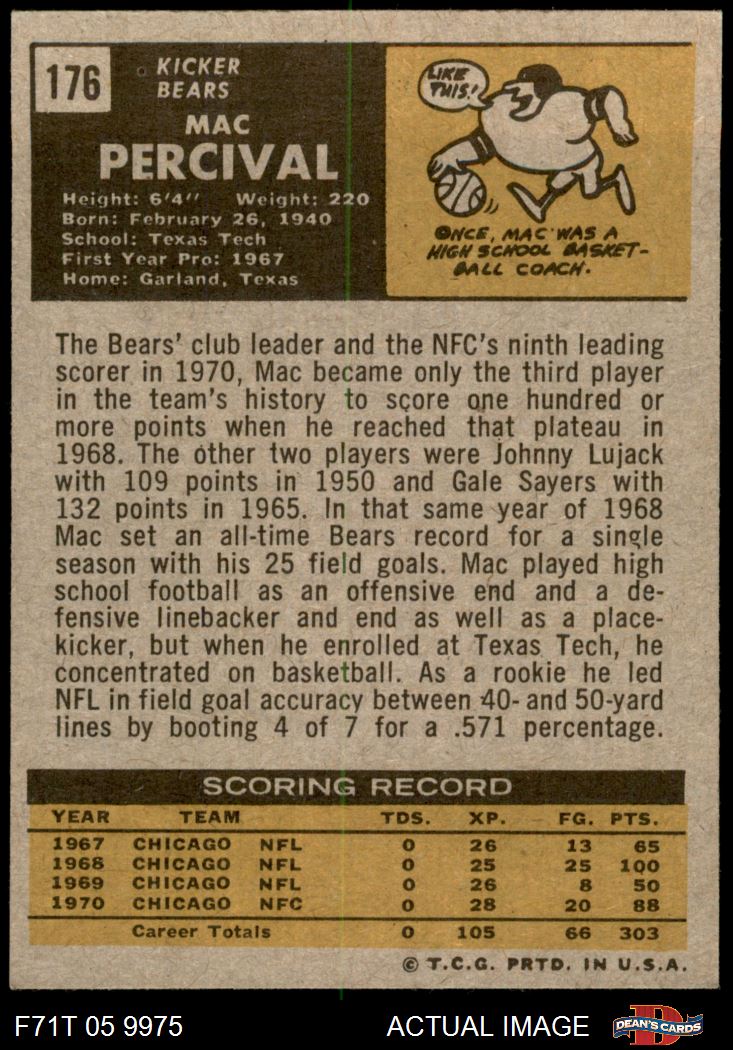 176
KICKER
BEARS
MAC
PERCIVAL
Height: 6'4" Weight: 220
Born: February 26, 1940
School: Texas Tech
First Year Pro: 1967
Home: Garland, Texas
LIKE
THIS!
ONCE, MAC WAS A
HIGH SCHOOL BASKET-
BALL COACH.
The Bears' club leader and the NFC's ninth leading
scorer in 1970, Mac became only the third player
in the team's history to score one hundred or
more points when he reached that plateau in
1968. The other two players were Johnny Lujack
with 109 points in 1950 and Gale Sayers with
132 points in 1965. In that same year of 1968
Mac set an all-time Bears record for a single
season with his 25 field goals. Mac played high
school football as an offensive end and a de-
fensive linebacker and end as well as a place-
kicker, but when he enrolled at Texas Tech, he
concentrated on basketball. As a rookie he led
NFL in field goal accuracy between 40- and 50-yard
lines by booting 4 of 7 for a .571 percentage.
SCORING RECORD
YEAR TEAM TDS. XP. FG. PTS.
1967 CHICAGO NFL 0 26 13 65
1968 CHICAGO NFL 0 25 25 100
1969 CHICAGO NFL 0 26 8 50
1970 CHICAGO NFC 0 28 20 88
Career Totals 0 105 66 303
© T.C.G. PRTD. IN U.S.A.
F71T 05 9975 ACTUAL IMAGE
D
DEAN'S CARDS